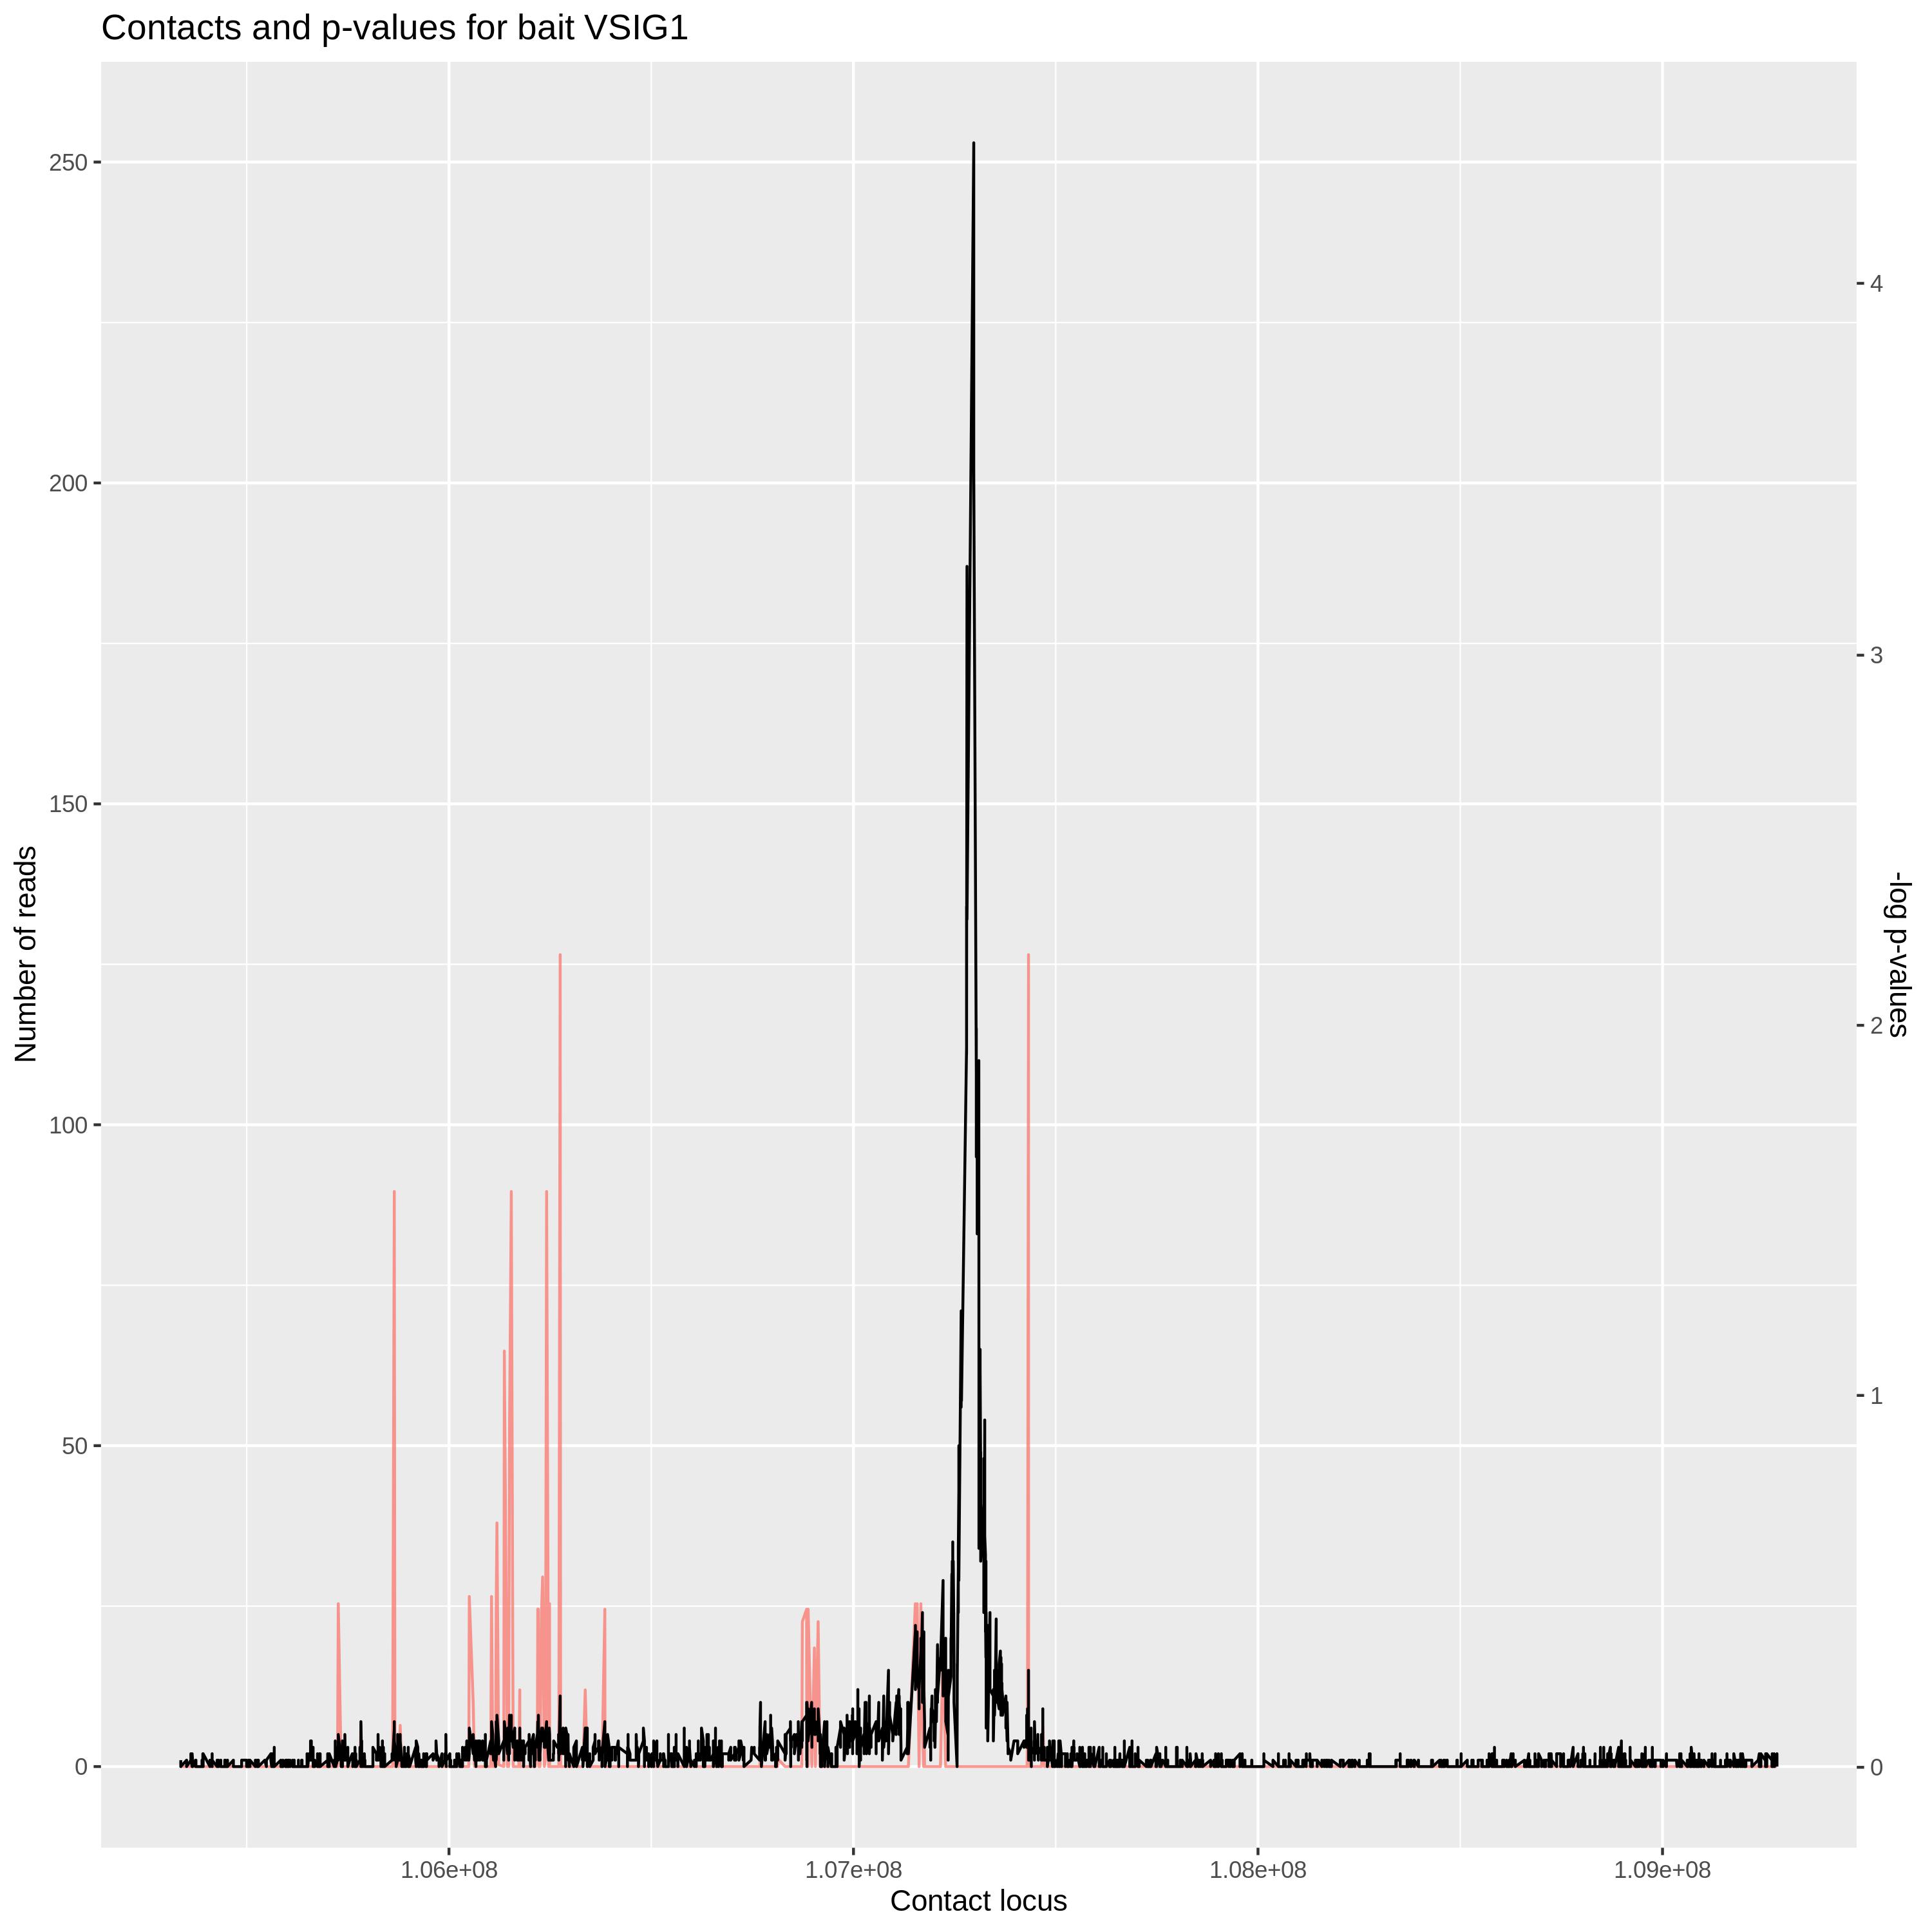 Contacts and p-values for bait VSIG1
250
200
150
100
50
0
Number of reads
4
3
2
1
0
-log p-values
1.06e+08 1.07e+08 1.08e+08 1.09e+08
Contact locus